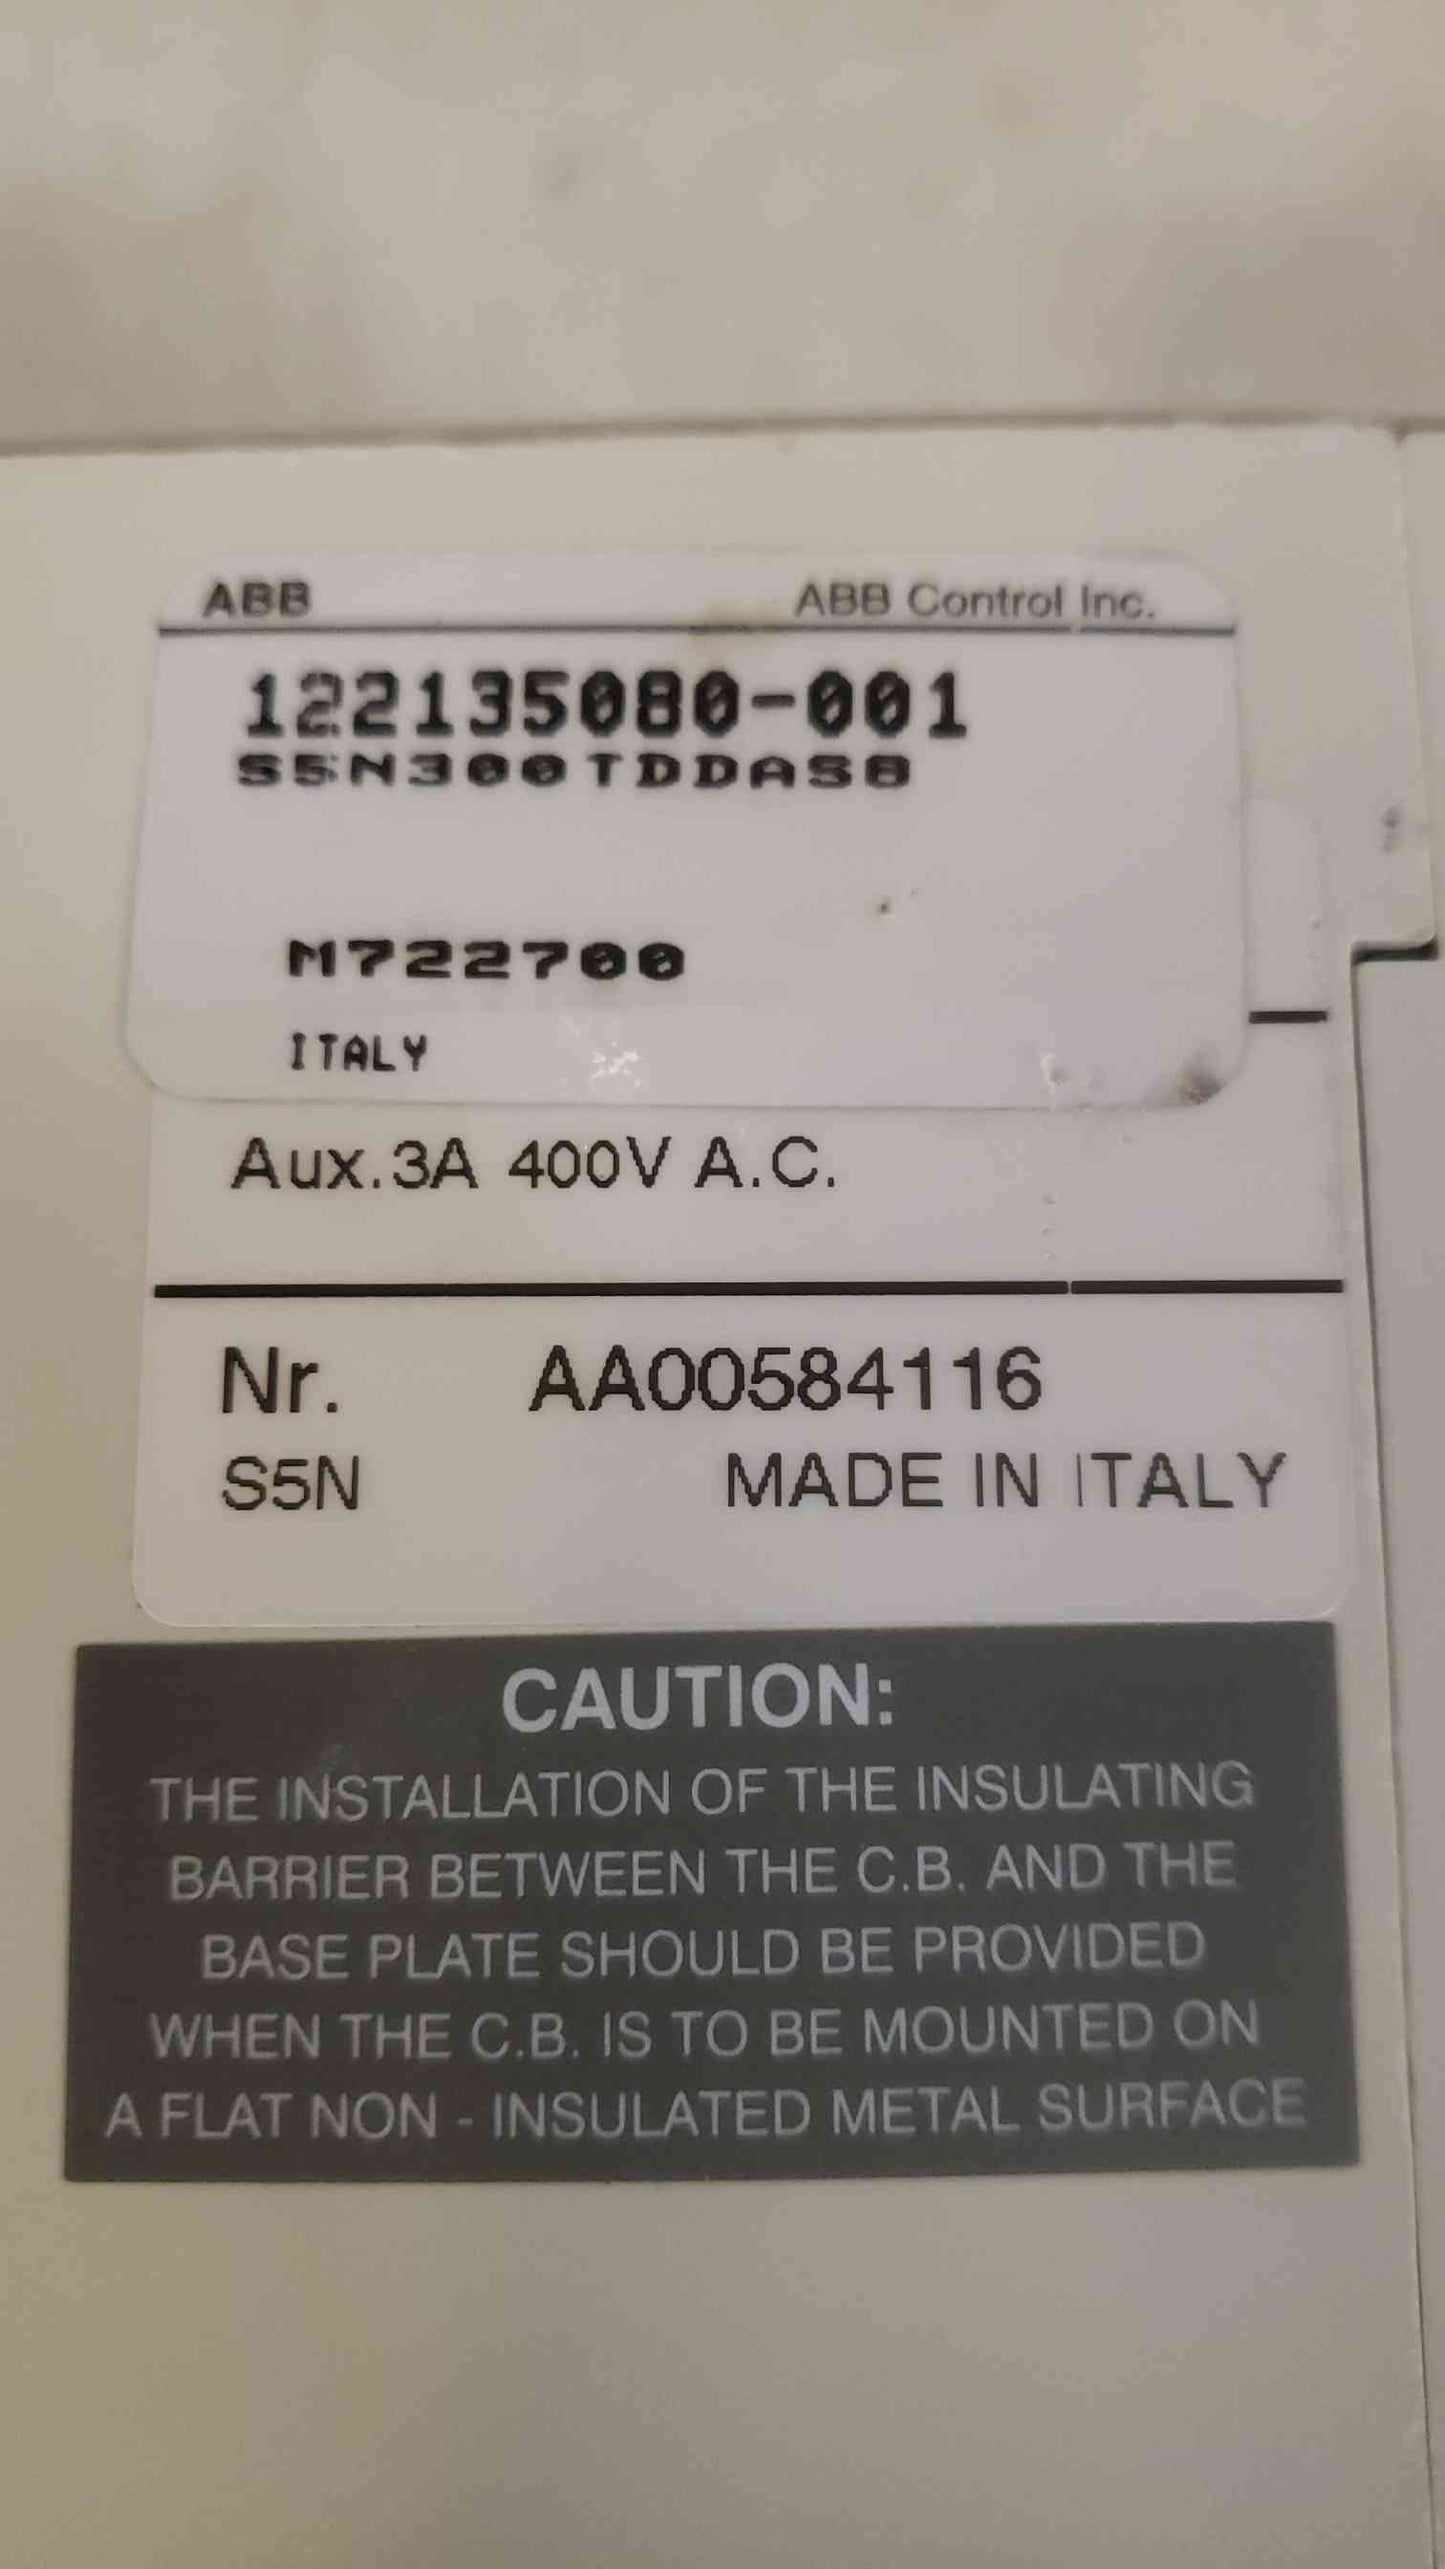 ABB ABB Control Inc.
122135080-001
S5N300TDDASB
M722700
ITALY
Aux.3A 400V A.C.
Nr. AA00584116
S5N MADE IN ITALY
CAUTION:
THE INSTALLATION OF THE INSULATING
BARRIER BETWEEN THE C.B. AND THE
BASE PLATE SHOULD BE PROVIDED
WHEN THE C.B. IS TO BE MOUNTED ON
A FLAT NON - INSULATED METAL SURFACE